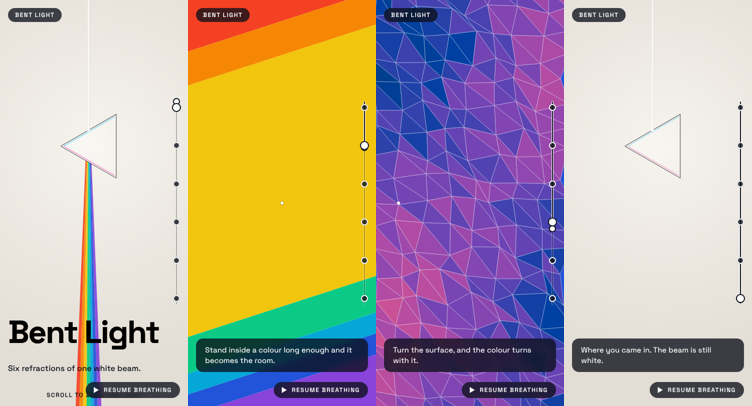 BENT LIGHT
Bent Light
Six refractions of one white beam.
SCROLL TO
RESUME BREATHING
BENT LIGHT
Stand inside a colour long enough and it
becomes the room.
RESUME BREATHING
BENT LIGHT
Turn the surface, and the colour turns
with it.
RESUME BREATHING
BENT LIGHT
Where you came in. The beam is still
white.
RESUME BREATHING